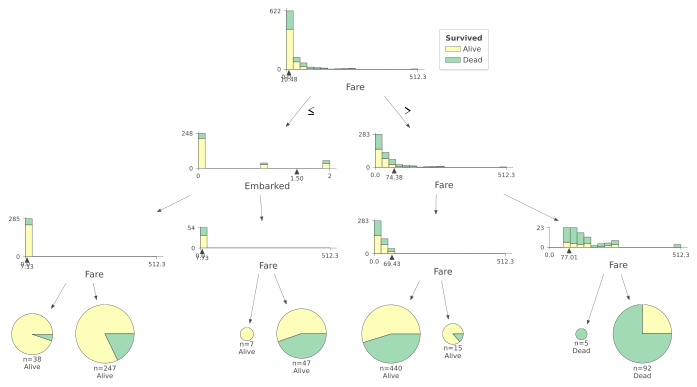 622
0
0.0
10.48
512.3
Fare
Survived
Alive
Dead
≤
>
248
0
0
1.50
2
Embarked
283
0
0.0
74.38
512.3
Fare
285
0
7.13
512.3
Fare
54
0
7.73
512.3
Fare
283
0
0.0
69.43
512.3
Fare
23
0
0.0
77.01
512.3
Fare
n=38
Alive
n=247
Alive
n=7
Alive
n=47
Alive
n=440
Alive
n=15
Alive
n=5
Dead
n=92
Dead